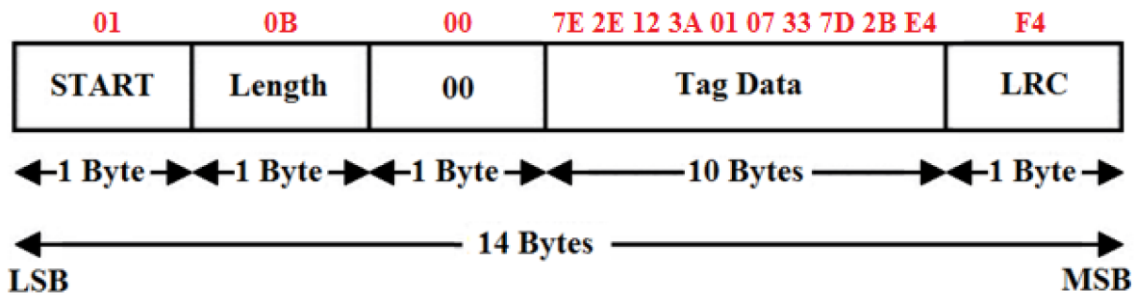 01 0B 00 7E 2E 12 3A 01 07 33 7D 2B E4 F4
START Length 00 Tag Data LRC
1 Byte 1 Byte 1 Byte 10 Bytes 1 Byte
14 Bytes
LSB MSB